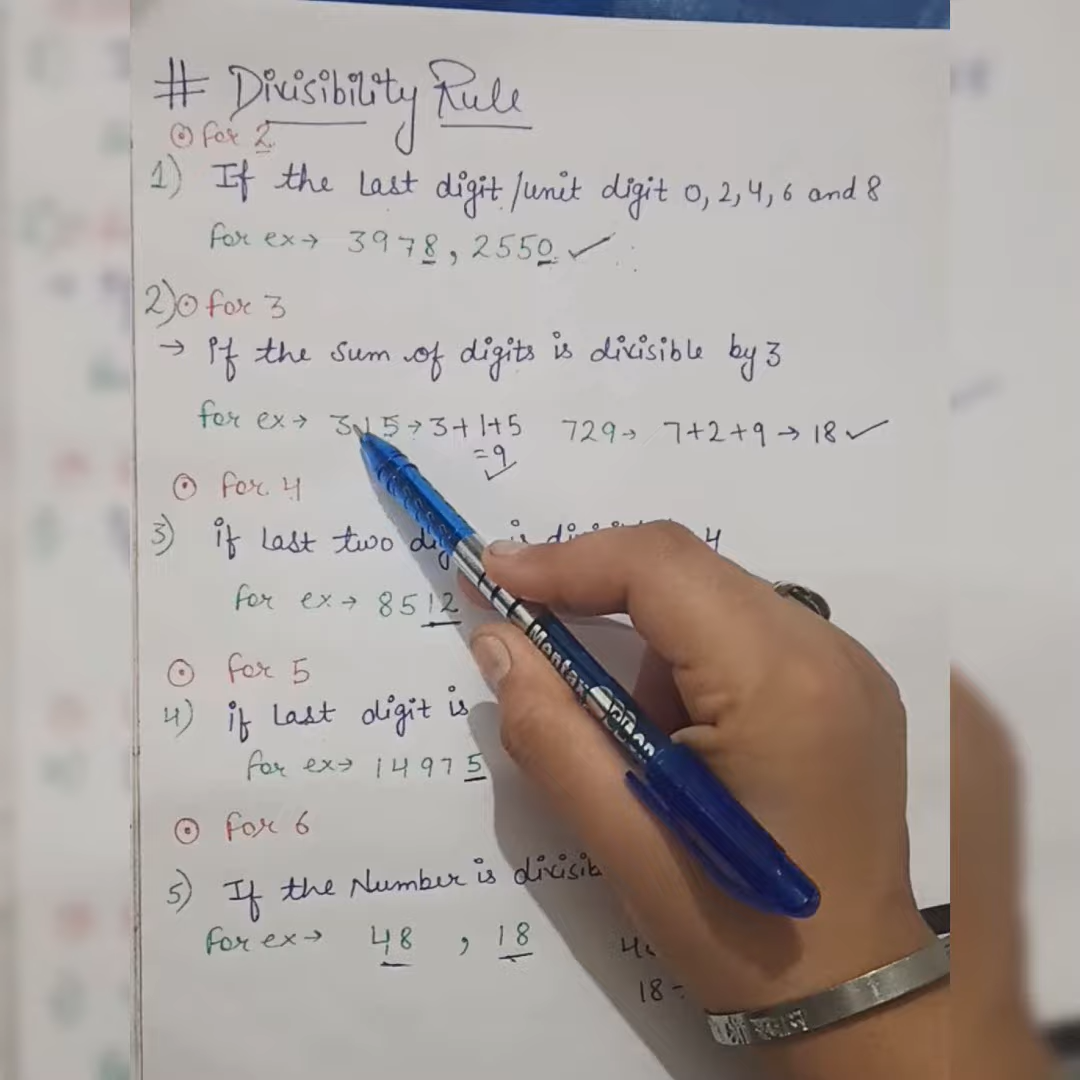 # Divisibility Rule
⊙ for 2
1) If the Last digit/unit digit 0, 2, 4, 6 and 8
for ex→ 3978, 2550 ✓
2) ⊙ for 3
→ If the sum of digits is divisible by 3
for ex→ 315→3+1+5 729→ 7+2+9→18 ✓
=9 ✓
⊙ for 4
3) if Last two is 4
for ex→ 8512
⊙ for 5
4) if Last digit is
for ex→ 14975
⊙ for 6
5) If the Number is
for ex→ 48 , 18
18
Montex